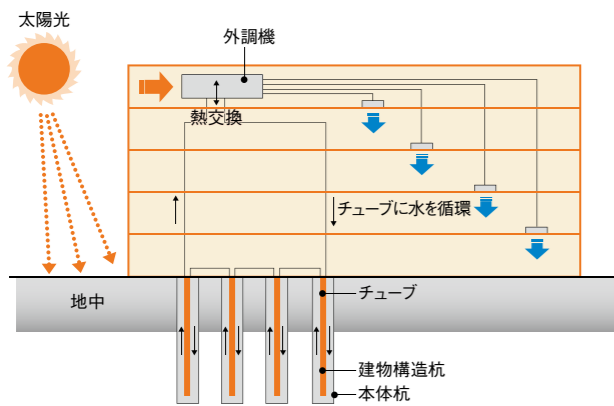 太陽光
外調機
熱交換
チューブに水を循環
地中
チューブ
建物構造杭
本体杭